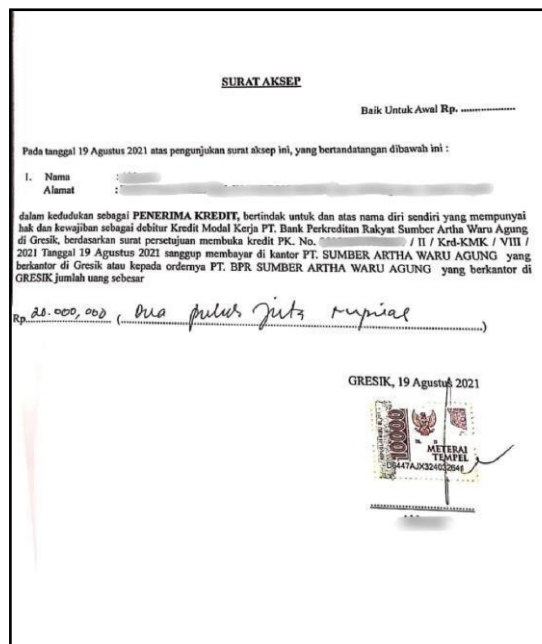 SURAT AKSEP
Baik Untuk Awal Rp. ...................
Pada tanggal 19 Agustus 2021 atas pengunjukan surat aksep ini, yang bertandatangan dibawah ini :
1. Nama :
Alamat :
dalam kedudukan sebagai PENERIMA KREDIT, bertindak untuk dan atas nama diri sendiri yang mempunyai
hak dan kewajiban sebagai debitur Kredit Modal Kerja PT. Bank Perkreditan Rakyat Sumber Artha Waru Agung
di Gresik, berdasarkan surat persetujuan membuka kredit PK. No. / II / Krd-KMK / VIII /
2021 Tanggal 19 Agustus 2021 sanggup membayar di kantor PT. SUMBER ARTHA WARU AGUNG yang
berkantor di Gresik atau kepada ordernya PT. BPR SUMBER ARTHA WARU AGUNG yang berkantor di
GRESIK jumlah uang sebesar
Rp. 20.000,000 ( Dua puluh juta rupiah )
GRESIK, 19 Agustus 2021
10000
METERAI
TEMPEL